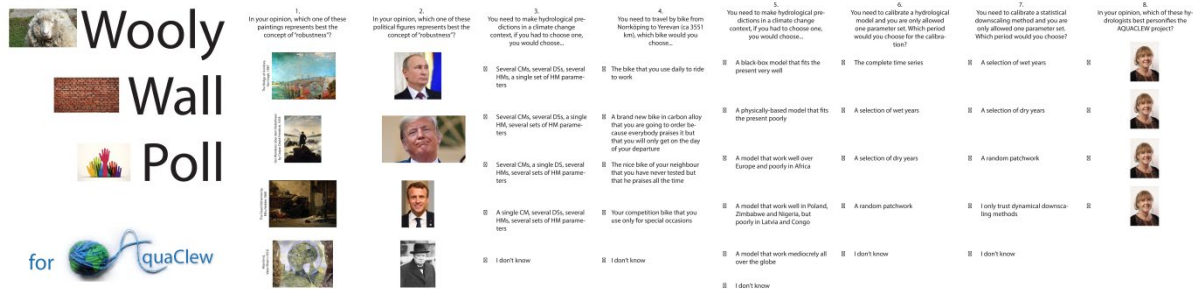 Wooly
Wall
Poll
for AquaClew
1.
In your opinion, which one of these
paintings represents best the
concept of "robustness"?
2.
In your opinion, which one of these
political figures represents best the
concept of "robustness"?
3.
You need to make hydrological pre-
dictions in a climate change
context, if you had to choose one,
you would choose...
Several CMs, several DSs, several
HMs, a single set of HM parame-
ters
Several CMs, several DSs, a single
HM, several sets of HM parame-
ters
Several CMs, a single DS, several
HMs, several sets of HM parame-
ters
A single CM, several DSs, several
HMs, several sets of HM parame-
ters
I don't know
4.
You need to travel by bike from
Norrköping to Yerevan (ca 3551
km), which bike would you
choose...
The bike that you use daily to ride
to work
A brand new bike in carbon alloy
that you are going to order be-
cause everybody praises it but
that you will only get on the day
of your departure
The nice bike of your neighbour
that you have never tested but
that he praises all the time
Your competition bike that you
use only for special occasions
I don't know
5.
You need to make hydrological pre-
dictions in a climate change
context, if you had to choose one,
you would choose...
A black-box model that fits the
present very well
A physically-based model that fits
the present poorly
A model that work well over
Europe and poorly in Africa
A model that work well in Poland,
Zimbabwe and Nigeria, but
poorly in Latvia and Congo
A model that work mediocrely all
over the globe
I don't know
6.
You need to calibrate a hydrological
model and you are only allowed
one parameter set. Which period
would you choose for the calibra-
tion?
The complete time series
A selection of wet years
A selection of dry years
A random patchwork
I don't know
7.
You need to calibrate a statistical
downscaling method and you are
only allowed one parameter set.
Which period would you choose?
A selection of wet years
A selection of dry years
A random patchwork
I only trust dynamical downsca-
ling methods
I don't know
8.
In your opinion, which of these hy-
drologists best personifies the
AQUACLEW project?